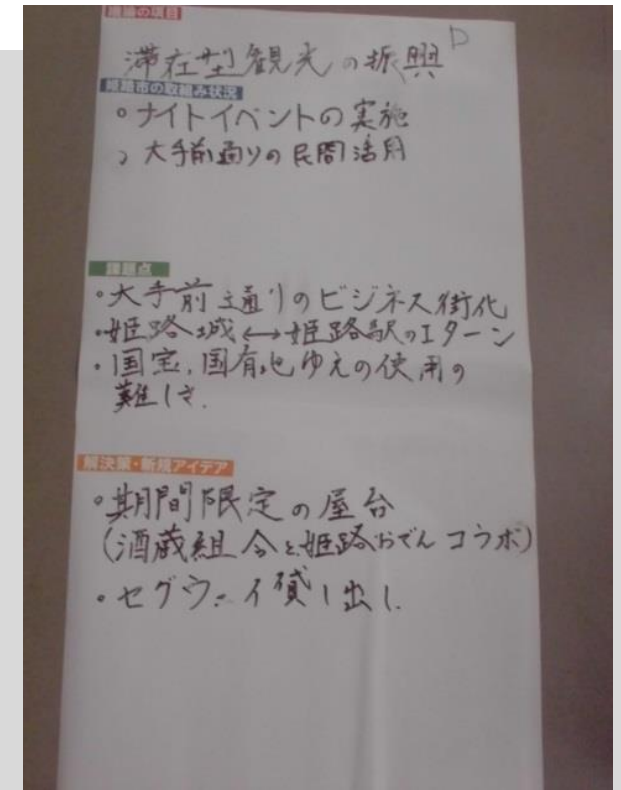 議論の項目
D
滞在型観光の振興
姫路市の取組み状況
・ナイトイベントの実施
・大手前通りの民間活用
課題点
・大手前通りのビジネス街化
・姫路城⟷姫路駅のIターン
・国宝、国有地ゆえの使用の
難しさ.
解決策・新規アイデア
・期間限定の屋台
(酒蔵組合と姫路おでんコラボ)
・セグウェイ貸し出し.